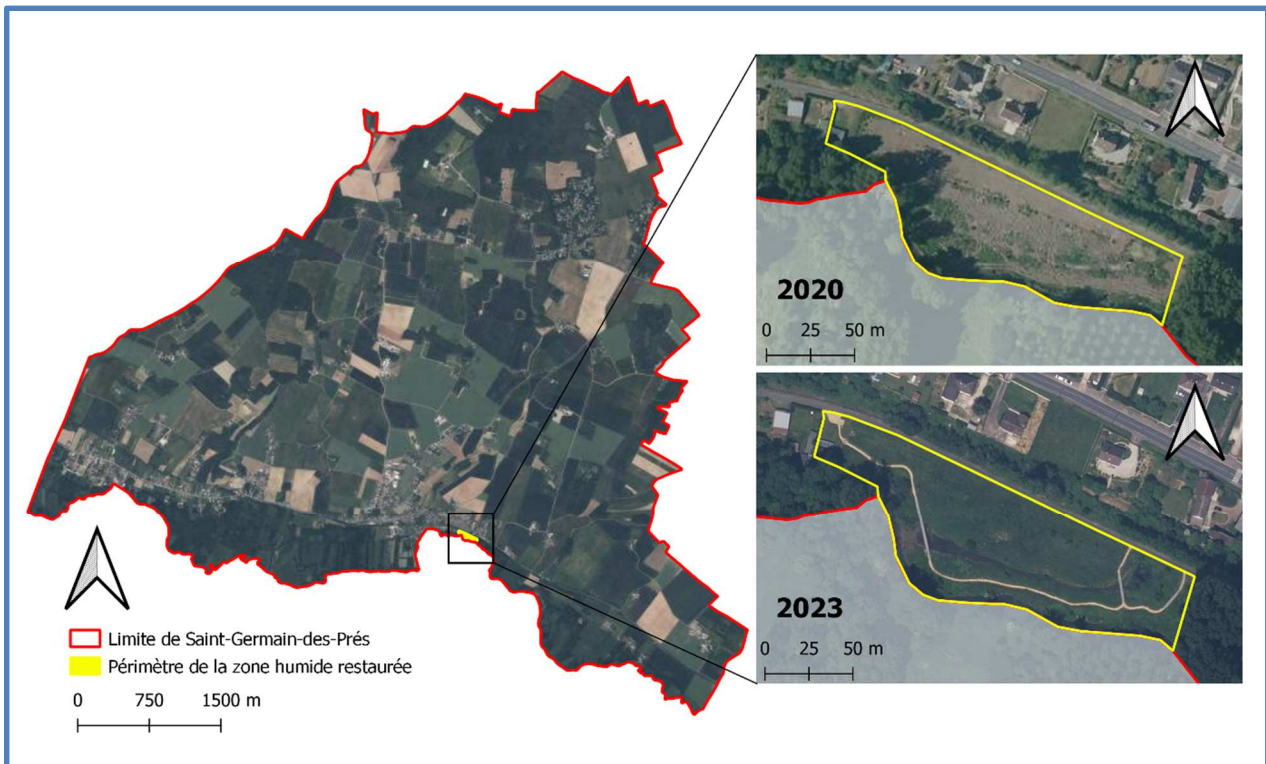 2020
0 25 50 m
2023
0 25 50 m
Limite de Saint-Germain-des-Prés
Périmètre de la zone humide restaurée
0 750 1500 m